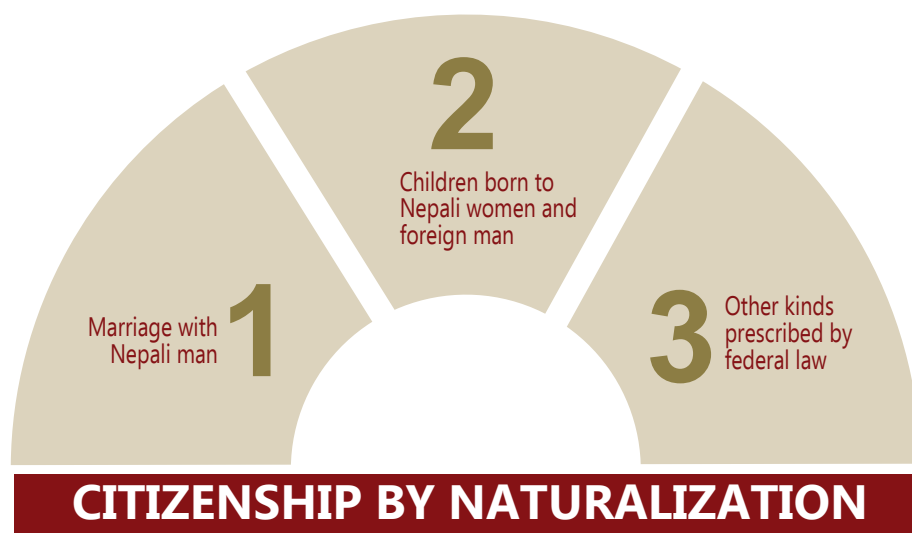 1
Marriage with
Nepali man
2
Children born to
Nepali women and
foreign man
3
Other kinds
prescribed by
federal law
CITIZENSHIP BY NATURALIZATION